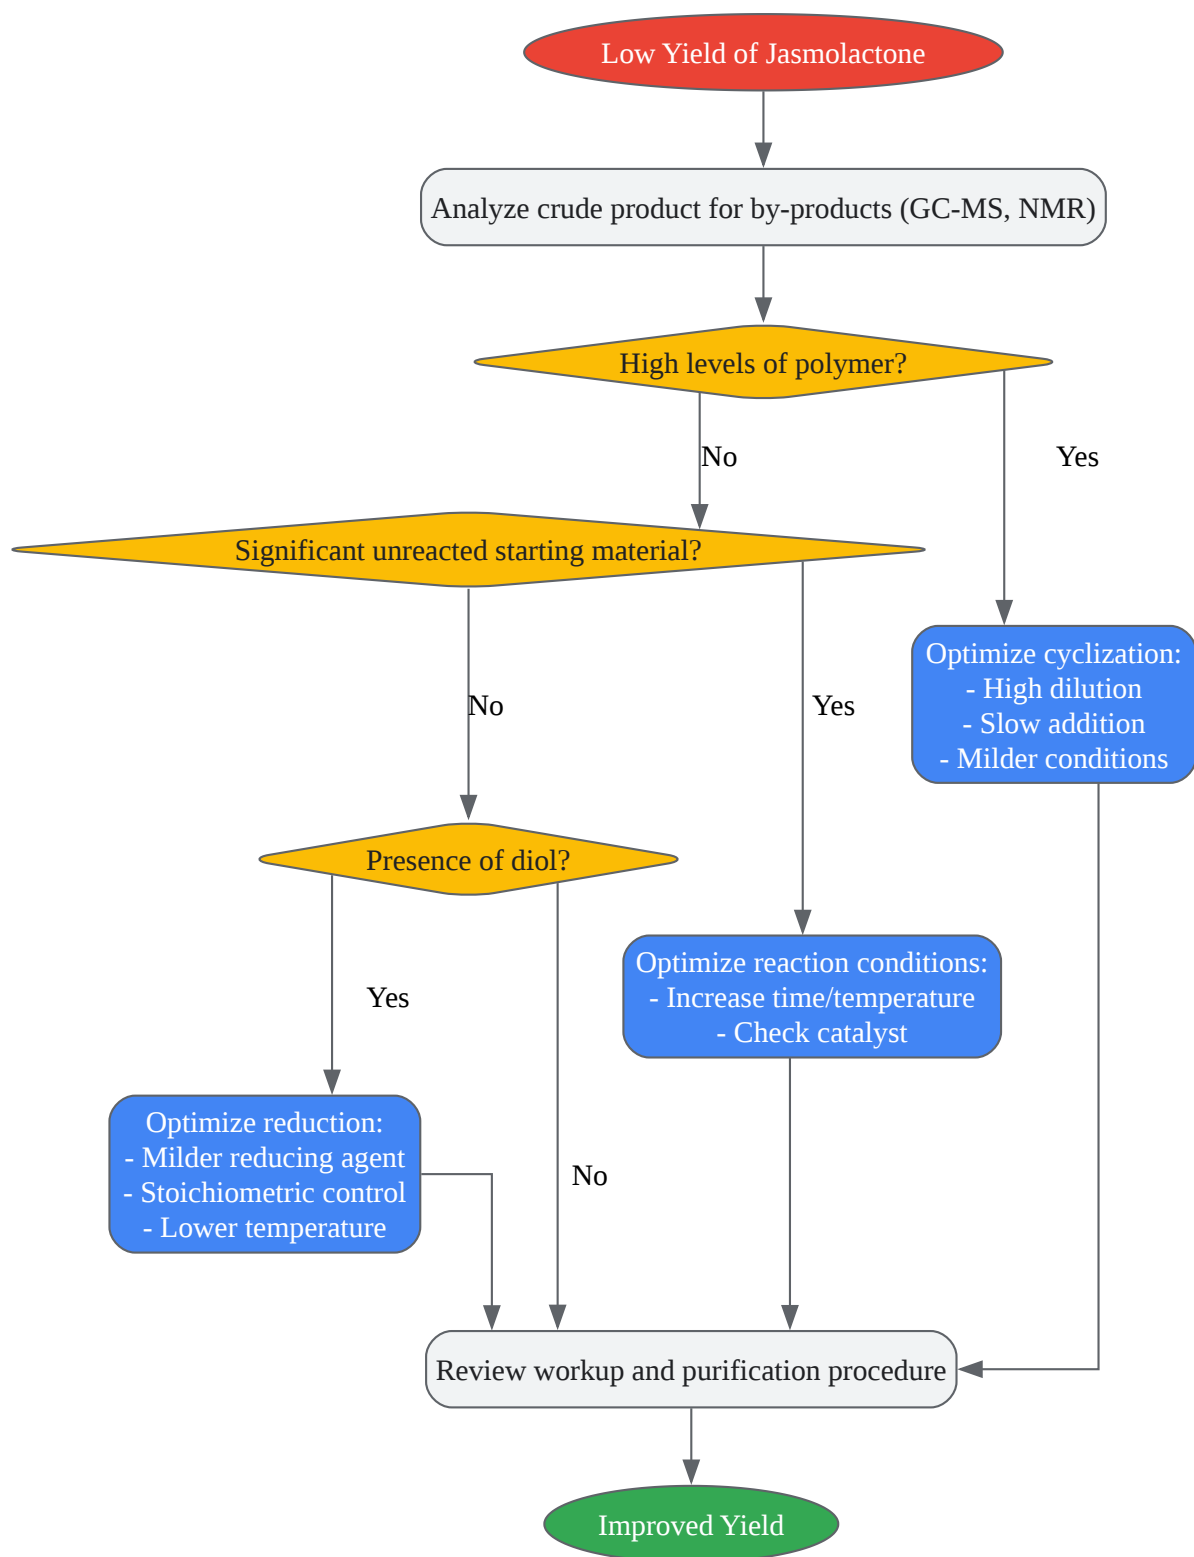 Low Yield of Jasmolactone
Analyze crude product for by-products (GC-MS, NMR)
High levels of polymer?
No
Yes
Significant unreacted starting material?
Optimize cyclization:
- High dilution
- Slow addition
- Milder conditions
No
Yes
Presence of diol?
Optimize reaction conditions:
- Increase time/temperature
- Check catalyst
Yes
Optimize reduction:
- Milder reducing agent
- Stoichiometric control
- Lower temperature
No
Review workup and purification procedure
Improved Yield